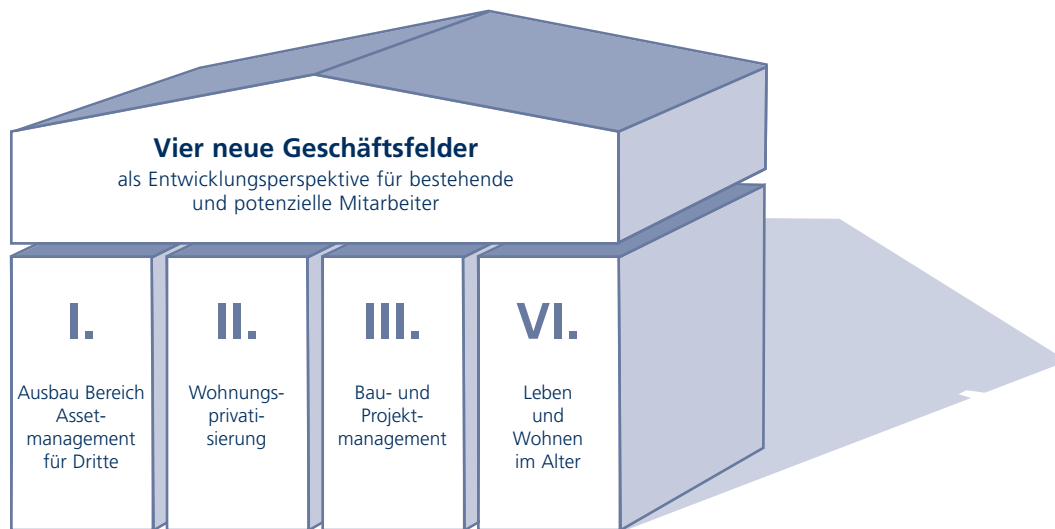 Vier neue Geschäftsfelder
als Entwicklungsperspektive für bestehende
und potenzielle Mitarbeiter
I.
Ausbau Bereich
Asset-
management
für Dritte
II.
Wohnungs-
privati-
sierung
III.
Bau- und
Projekt-
management
VI.
Leben
und
Wohnen
im Alter